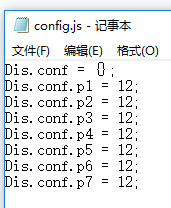 config.js - 记事本
文件(F) 编辑(E) 格式(O)
Dis.conf = {};
Dis.conf.p1 = 12;
Dis.conf.p2 = 12;
Dis.conf.p3 = 12;
Dis.conf.p4 = 12;
Dis.conf.p5 = 12;
Dis.conf.p6 = 12;
Dis.conf.p7 = 12;